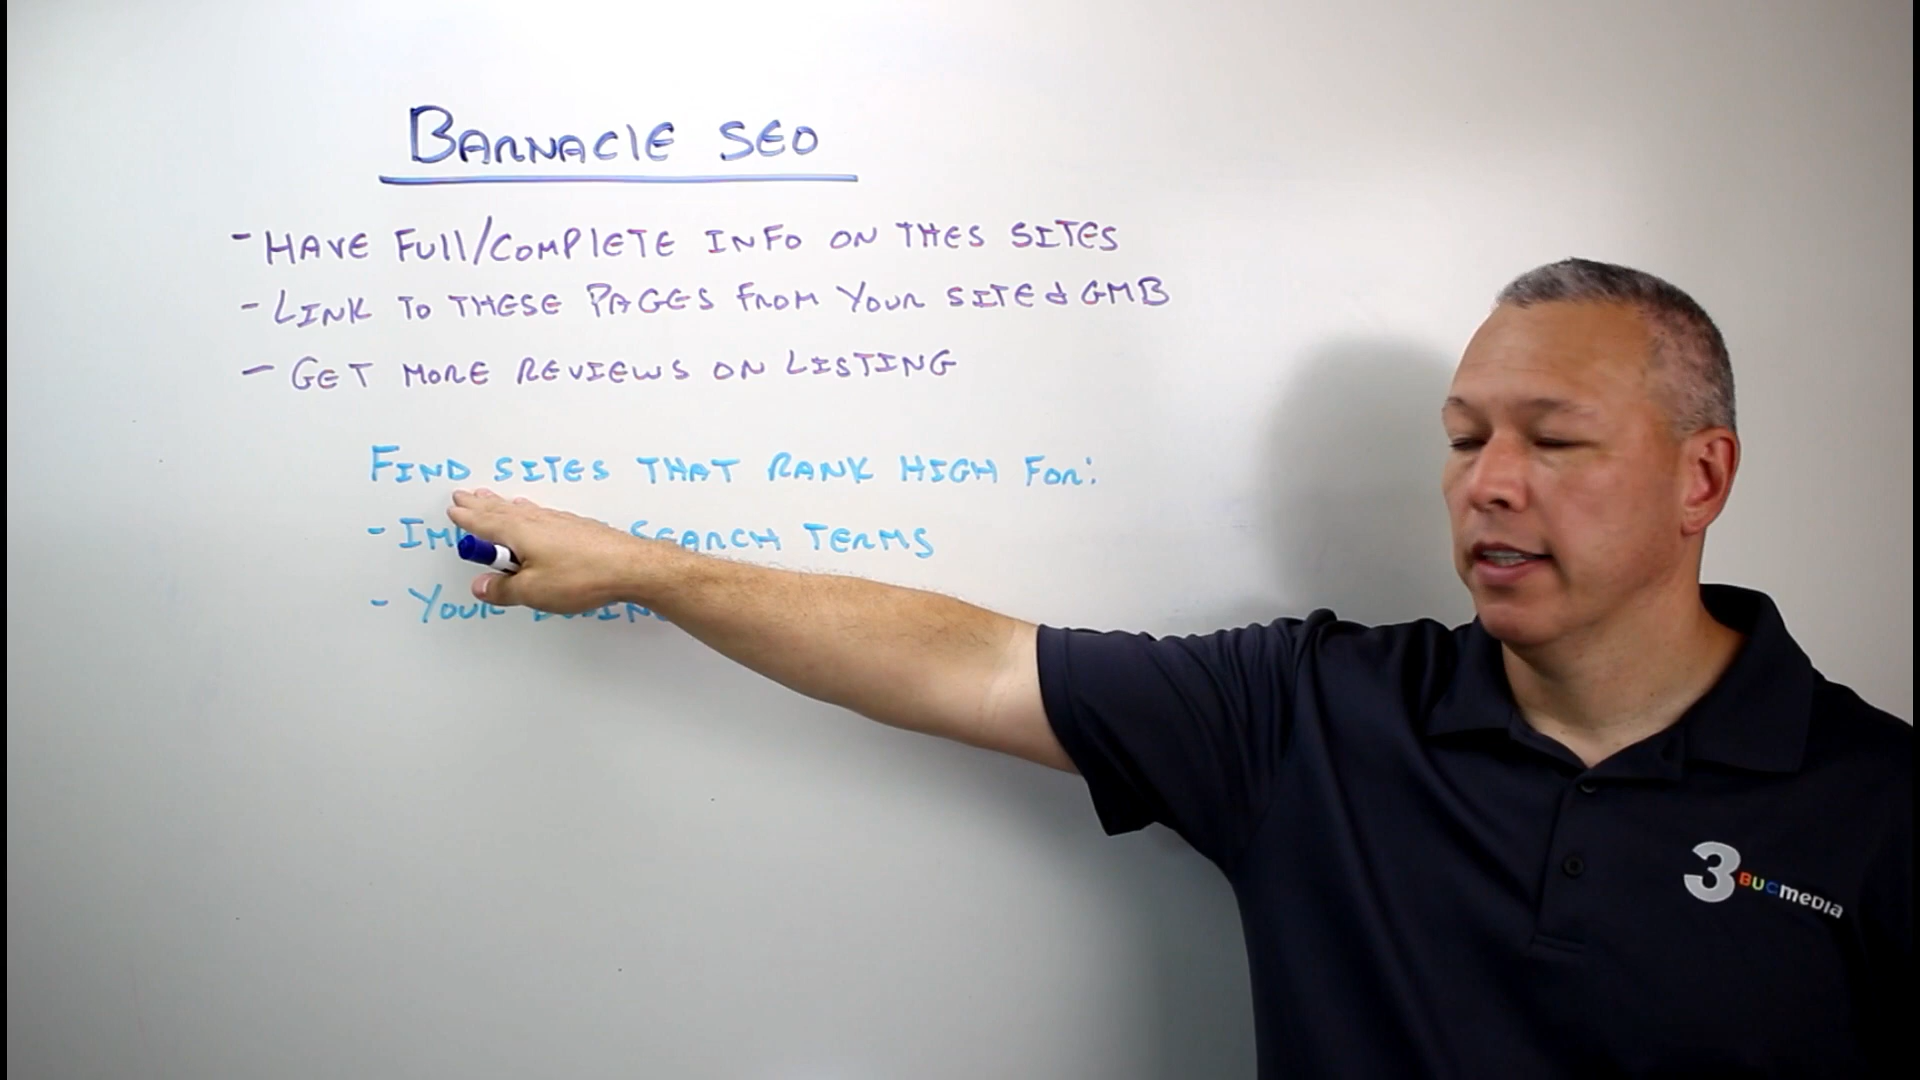 BARNACLE SEO
- HAVE FULL/COMPLETE INFO ON THES SITES
- LINK TO THESE PAGES FROM YOUR SITE & GMB
- GET MORE REVIEWS ON LISTING
FIND SITES THAT RANK HIGH FOR:
- SEARCH TERMS
- YOUR
3 BUCMEDIA